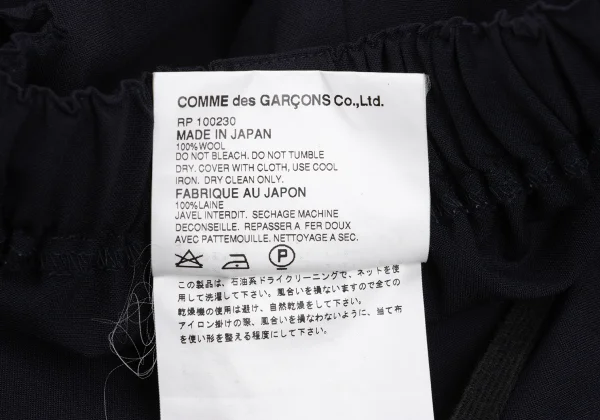 COMME des GARÇONS Co.,Ltd.
RP 100230
MADE IN JAPAN
100% WOOL
DO NOT BLEACH. DO NOT TUMBLE
DRY. COVER WITH CLOTH, USE COOL
IRON. DRY CLEAN ONLY.
FABRIQUE AU JAPON
100%LAINE
JAVEL INTERDIT. SECHAGE MACHINE
DECONSEILLE. REPASSER A FER DOUX
AVEC PATTEMOUILLE. NETTOYAGE A SEC.
P
この製品は、石油系ドライクリーニングで、ネットを使
用して洗濯して下さい。風合いを損ないますので全ての
乾燥機の使用は避け、自然乾燥をして下さい。
アイロン掛けの際、風合いを損なわないように、当て布
を使い形を整える程度にして下さい。